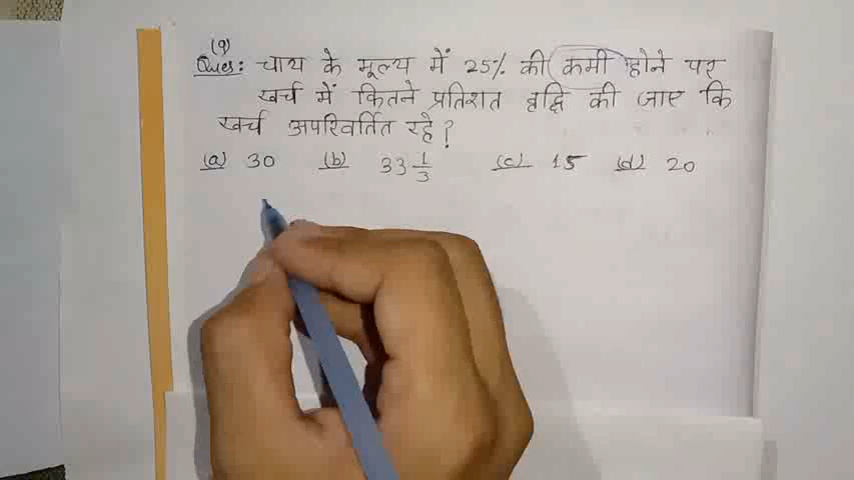 (9)
Ques: चाय के मूल्य में 25% की कमी होने पर
खर्च में कितने प्रतिशत वृद्धि की जाए कि
खर्च अपरिवर्तित रहे?
(a) 30 (b) 33 1/3 (c) 15 (d) 20